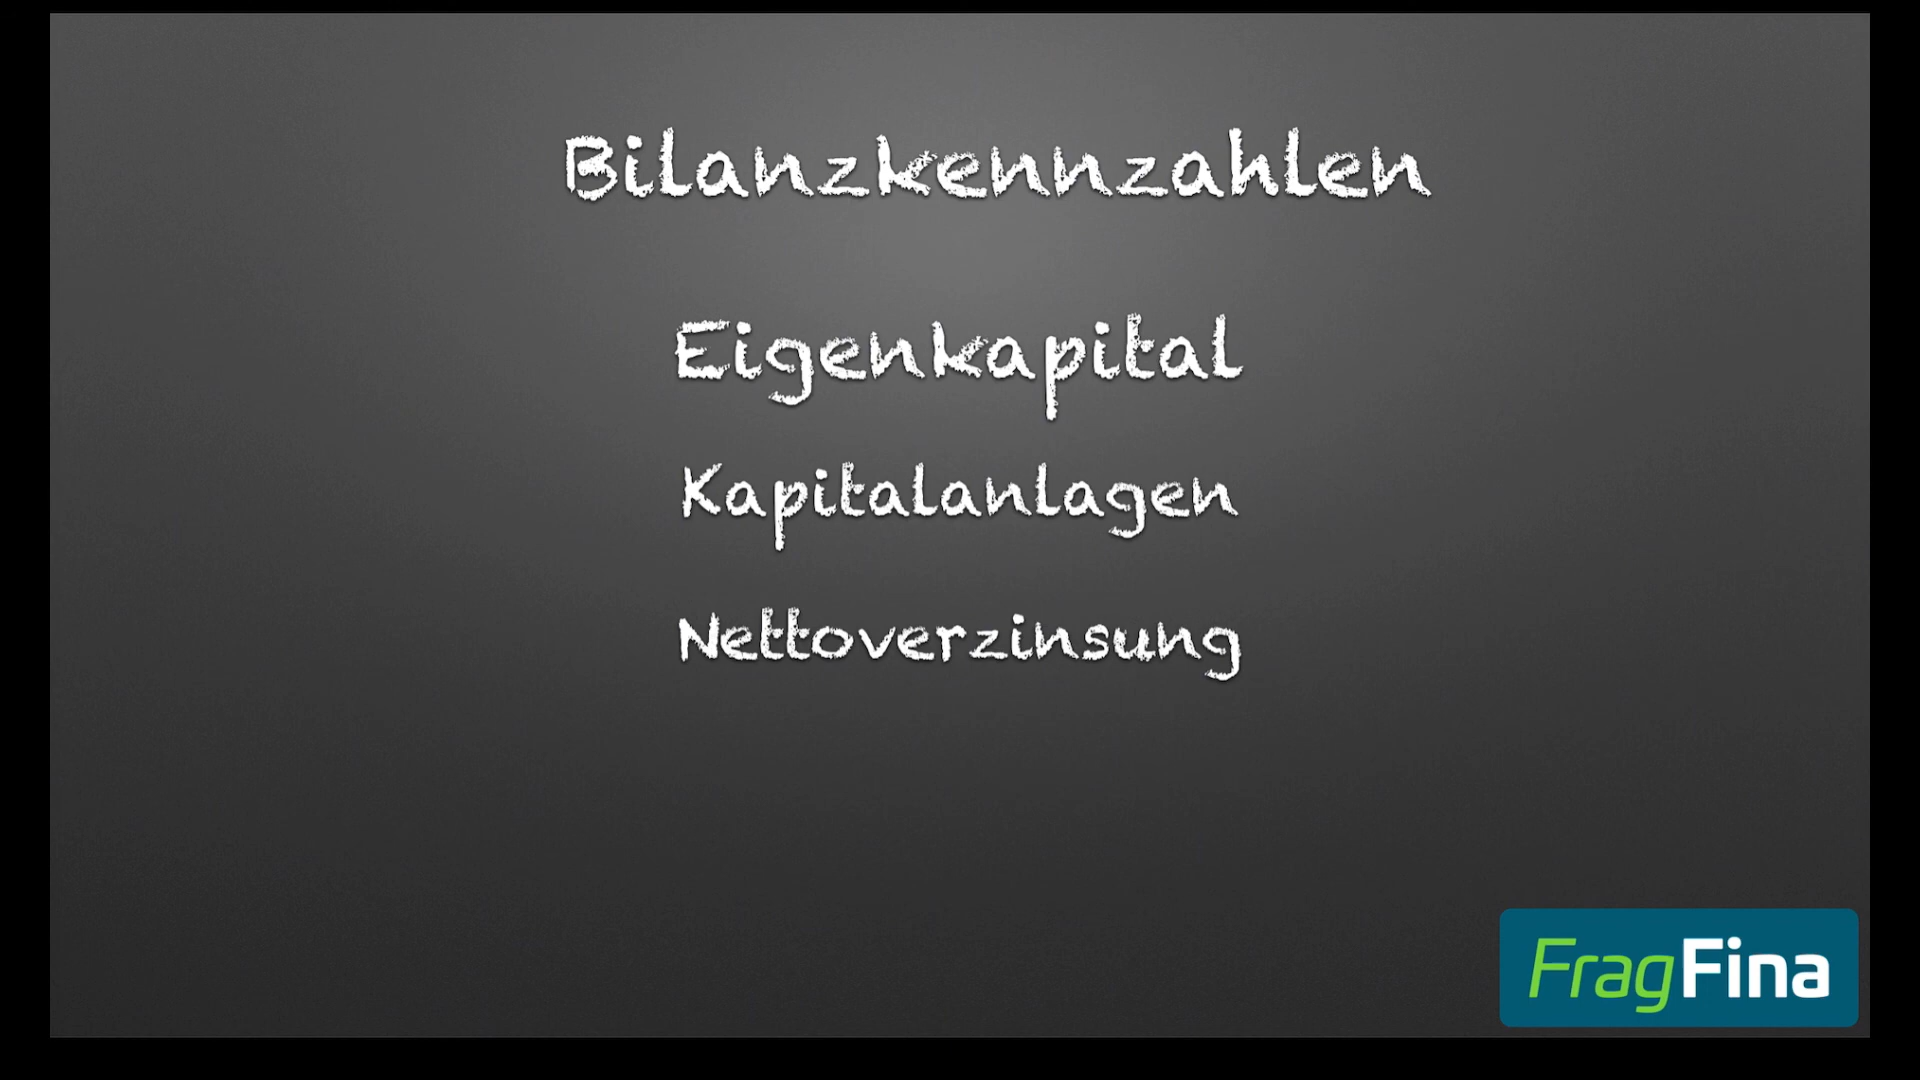 Bilanzkennzahlen
Eigenkapital
Kapitalanlagen
Nettoverzinsung
FragFina